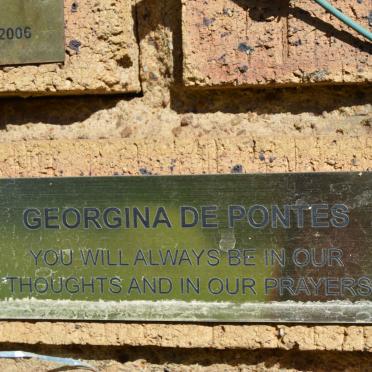 2006
GEORGINA DE PONTES
YOU WILL ALWAYS BE IN OUR
THOUGHTS AND IN OUR PRAYERS